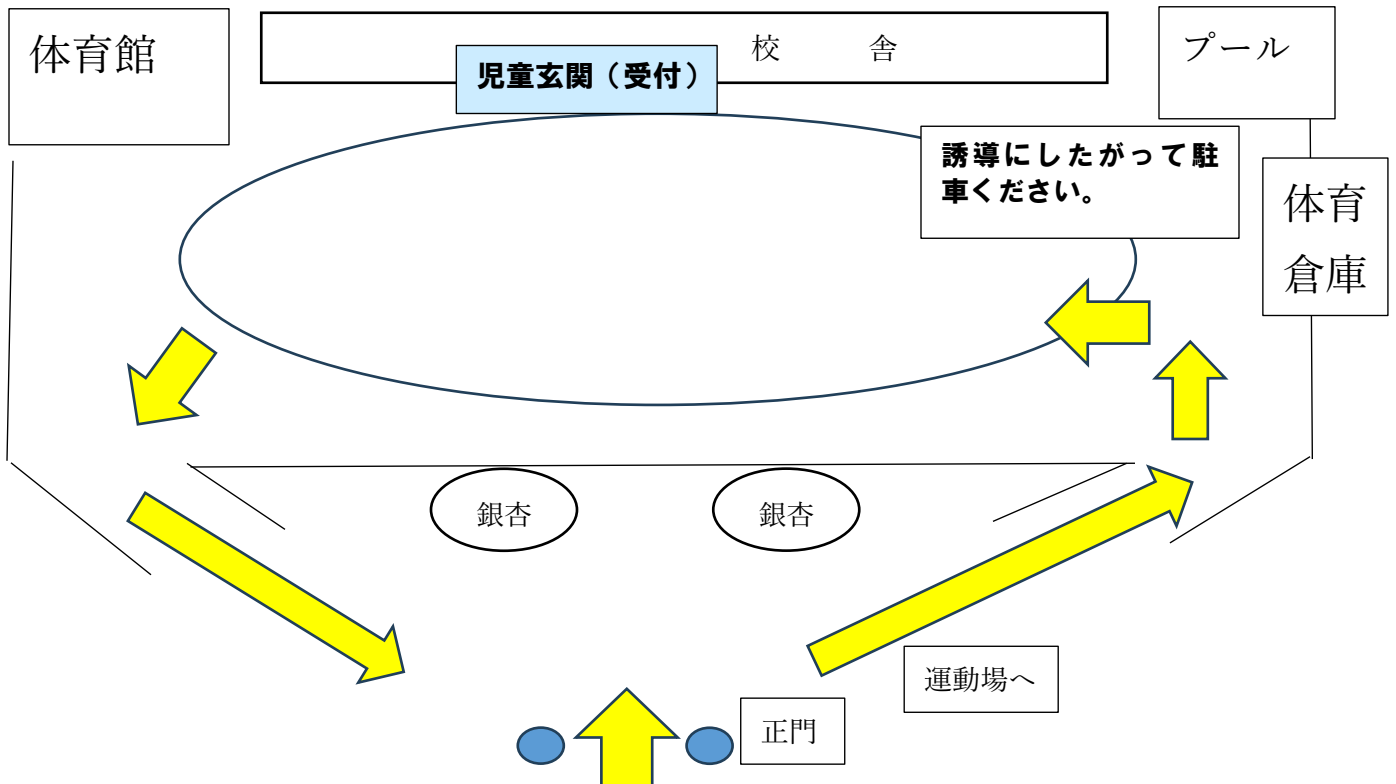 体育館
校　　舎
プール
児童玄関（受付）
誘導にしたがって駐
車ください。
体育
倉庫
銀杏
銀杏
運動場へ
正門